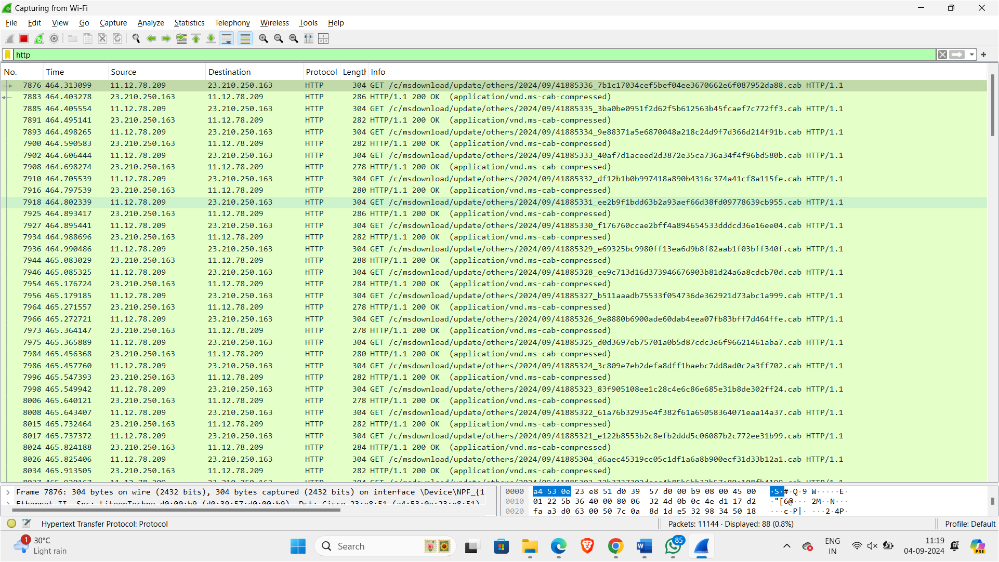 Capturing from Wi-Fi
File Edit View Go Capture Analyze Statistics Telephony Wireless Tools Help
http
No. Time Source Destination Protocol Length Info
7876 464.313099 11.12.78.209 23.210.250.163 HTTP 304 GET /c/msdownload/update/others/2024/09/41885336_7b1c17034cef5bef04ee3670662e6f087952da88.cab HTTP/1.1
7883 464.403278 23.210.250.163 11.12.78.209 HTTP 286 HTTP/1.1 200 OK (application/vnd.ms-cab-compressed)
7885 464.405554 11.12.78.209 23.210.250.163 HTTP 304 GET /c/msdownload/update/others/2024/09/41885335_3ba0be0951f2d62f5b612563b45fcaef7c772ff3.cab HTTP/1.1
7891 464.495141 23.210.250.163 11.12.78.209 HTTP 282 HTTP/1.1 200 OK (application/vnd.ms-cab-compressed)
7893 464.498265 11.12.78.209 23.210.250.163 HTTP 304 GET /c/msdownload/update/others/2024/09/41885334_9e88371a5e6870048a218c24d9f7d366d214f91b.cab HTTP/1.1
7900 464.590583 23.210.250.163 11.12.78.209 HTTP 282 HTTP/1.1 200 OK (application/vnd.ms-cab-compressed)
7902 464.606444 11.12.78.209 23.210.250.163 HTTP 304 GET /c/msdownload/update/others/2024/09/41885333_40af7d1aceed2d3872e35ca736a34f4f96bd580b.cab HTTP/1.1
7908 464.698274 23.210.250.163 11.12.78.209 HTTP 278 HTTP/1.1 200 OK (application/vnd.ms-cab-compressed)
7910 464.705539 11.12.78.209 23.210.250.163 HTTP 304 GET /c/msdownload/update/others/2024/09/41885332_df12b1b0b997418a890b4316c374a41cf8a115fe.cab HTTP/1.1
7916 464.797539 23.210.250.163 11.12.78.209 HTTP 280 HTTP/1.1 200 OK (application/vnd.ms-cab-compressed)
7918 464.802339 11.12.78.209 23.210.250.163 HTTP 304 GET /c/msdownload/update/others/2024/09/41885331_ee2b9f1bdd63b2a93aef66d38fd09778639cb955.cab HTTP/1.1
7925 464.893417 23.210.250.163 11.12.78.209 HTTP 286 HTTP/1.1 200 OK (application/vnd.ms-cab-compressed)
7927 464.895441 11.12.78.209 23.210.250.163 HTTP 304 GET /c/msdownload/update/others/2024/09/41885330_f176760ccae2bff4a894654533dddcd36e16ee04.cab HTTP/1.1
7934 464.988696 23.210.250.163 11.12.78.209 HTTP 282 HTTP/1.1 200 OK (application/vnd.ms-cab-compressed)
7936 464.990486 11.12.78.209 23.210.250.163 HTTP 304 GET /c/msdownload/update/others/2024/09/41885329_e69325bc9980ff13ea6d9b8f82aab1f03bff340f.cab HTTP/1.1
7944 465.083029 23.210.250.163 11.12.78.209 HTTP 288 HTTP/1.1 200 OK (application/vnd.ms-cab-compressed)
7946 465.085325 11.12.78.209 23.210.250.163 HTTP 304 GET /c/msdownload/update/others/2024/09/41885328_ee9c713d16d373946676903b81d24a6a8cdcb70d.cab HTTP/1.1
7954 465.176724 23.210.250.163 11.12.78.209 HTTP 284 HTTP/1.1 200 OK (application/vnd.ms-cab-compressed)
7956 465.179185 11.12.78.209 23.210.250.163 HTTP 304 GET /c/msdownload/update/others/2024/09/41885327_b511aaadb75533f054736de362921d73abc1a999.cab HTTP/1.1
7964 465.271557 23.210.250.163 11.12.78.209 HTTP 278 HTTP/1.1 200 OK (application/vnd.ms-cab-compressed)
7966 465.272721 11.12.78.209 23.210.250.163 HTTP 304 GET /c/msdownload/update/others/2024/09/41885326_9e8880b6900ade60dab4eea07fb83bff7d464ffe.cab HTTP/1.1
7973 465.364147 23.210.250.163 11.12.78.209 HTTP 278 HTTP/1.1 200 OK (application/vnd.ms-cab-compressed)
7975 465.365889 11.12.78.209 23.210.250.163 HTTP 304 GET /c/msdownload/update/others/2024/09/41885325_d0d3697eb75701a0b5d87cdc3e6f96621461aba7.cab HTTP/1.1
7984 465.456368 23.210.250.163 11.12.78.209 HTTP 280 HTTP/1.1 200 OK (application/vnd.ms-cab-compressed)
7986 465.457760 11.12.78.209 23.210.250.163 HTTP 304 GET /c/msdownload/update/others/2024/09/41885324_3c809e7eb2defa8dff1baebc7dd8ad0c2a3ff702.cab HTTP/1.1
7996 465.547393 23.210.250.163 11.12.78.209 HTTP 282 HTTP/1.1 200 OK (application/vnd.ms-cab-compressed)
7998 465.549942 11.12.78.209 23.210.250.163 HTTP 304 GET /c/msdownload/update/others/2024/09/41885323_83f905108ee1c28c4e6c86e685e31b8de302ff24.cab HTTP/1.1
8006 465.640121 23.210.250.163 11.12.78.209 HTTP 278 HTTP/1.1 200 OK (application/vnd.ms-cab-compressed)
8008 465.643407 11.12.78.209 23.210.250.163 HTTP 304 GET /c/msdownload/update/others/2024/09/41885322_61a76b32935e4f382f61a65058364071eaa14a37.cab HTTP/1.1
8015 465.732464 23.210.250.163 11.12.78.209 HTTP 282 HTTP/1.1 200 OK (application/vnd.ms-cab-compressed)
8017 465.737372 11.12.78.209 23.210.250.163 HTTP 304 GET /c/msdownload/update/others/2024/09/41885321_e122b8553b2c8efb2ddd5c06087b2c772ee31b99.cab HTTP/1.1
8024 465.824188 23.210.250.163 11.12.78.209 HTTP 284 HTTP/1.1 200 OK (application/vnd.ms-cab-compressed)
8026 465.825406 11.12.78.209 23.210.250.163 HTTP 304 GET /c/msdownload/update/others/2024/09/41885304_d6aec45319cc05c1df1a6a8b900ecf31d33b12a1.cab HTTP/1.1
8034 465.913505 23.210.250.163 11.12.78.209 HTTP 282 HTTP/1.1 200 OK (application/vnd.ms-cab-compressed)
Frame 7876: 304 bytes on wire (2432 bits), 304 bytes captured (2432 bits) on interface \Device\NPF_{1
Ethernet II, Src: LiteonTechno_d0:00:b9 (d0:39:57:d0:00:b9), Dst: Cisco_23:e8:51 (a4:53:0e:23:e8:51)
0000 a4 53 0e 23 e8 51 d0 39 57 d0 00 b9 08 00 45 00 ·S·#·Q·9 W·····E·
0010 01 22 5b 36 40 00 80 06 32 4d 0b 0c 4e d1 17 d2 ·"[6@··· 2M··N···
0020 fa a3 d0 63 00 50 7c 0a 8d 1d e5 32 98 34 50 18 ···c·P|· ···2·4P·
Hypertext Transfer Protocol: Protocol
Packets: 11144 · Displayed: 88 (0.8%)
Profile: Default
1
30°C
Light rain
Search
85
PRE
ENG
IN
11:19
04-09-2024